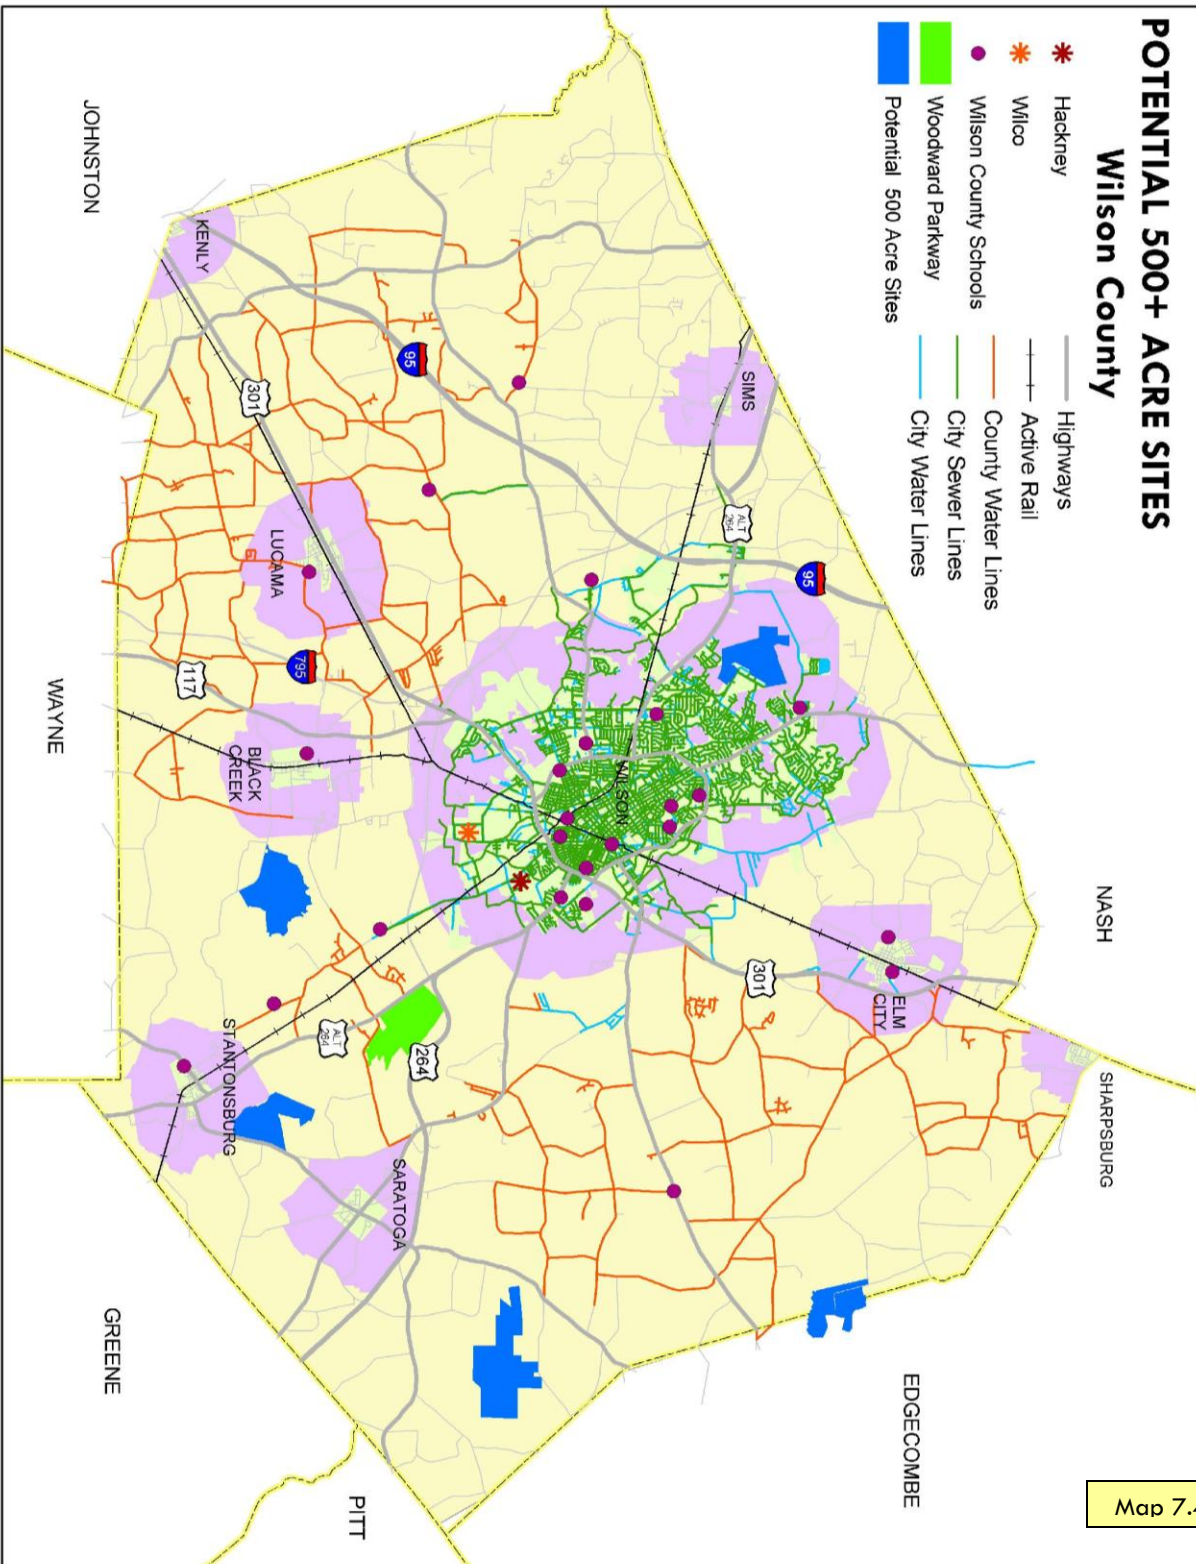 POTENTIAL 500+ ACRE SITES
Wilson County
Hackney
Wilco
Wilson County Schools
Woodward Parkway
Potential 500 Acre Sites
Highways
Active Rail
County Water Lines
City Sewer Lines
City Water Lines
JOHNSTON
KENLY
SIMS
ALT
264
95
95
301
LUCAMA
795
117
WAYNE
BLACK
CREEK
WILSON
NASH
301
ELM
CITY
SHARPSBURG
STANTONSBURG
ALT
264
264
SARATOGA
GREENE
PITT
EDGECOMBE
Map 7.